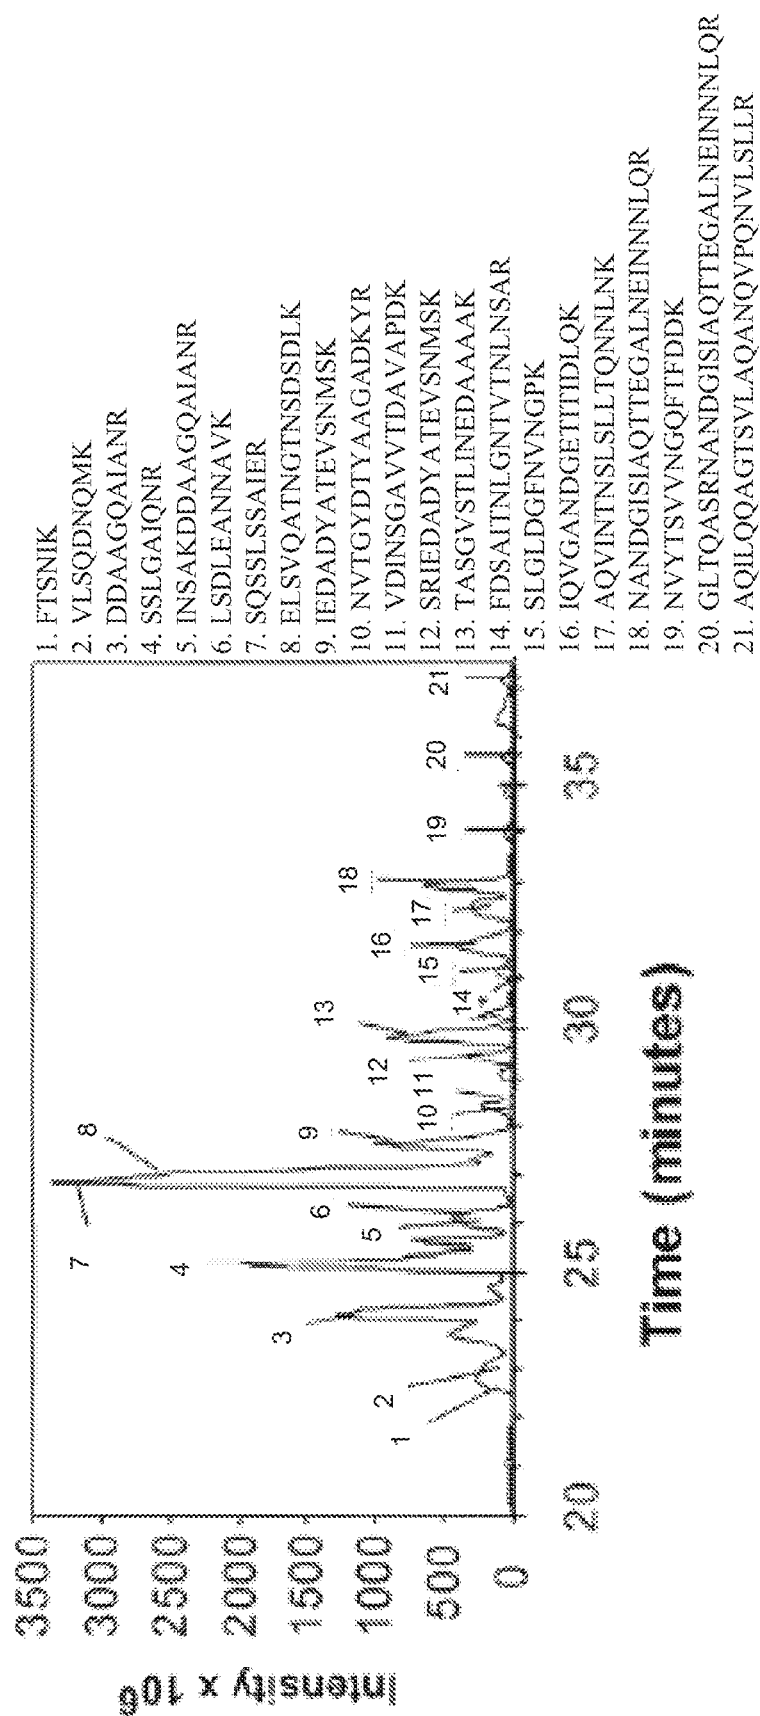 Intensity x 10⁶
3500
3000
2500
2000
1500
1000
500
0
20
25
30
35
Time (minutes)
1
2
3
4
5
6
7
8
9
10
11
12
13
14
15
16
17
18
19
20
21
1. FTSNIK
2. VLSQDNQMK
3. DDAAGQAIANR
4. SSLGAIQNR
5. INSAKDDAAGQAIANR
6. LSDLEANNAVK
7. SQSSLSSAIER
8. ELSVQATNGTNSDSDLK
9. IEDADYATEVSNMSK
10. NVTGYDTYAAGADKYR
11. VDINSGAVVTDAVAPDK
12. SRIEDADYATEVSNMSK
13. TASGVSTLINEDAAAAK
14. FDSAITNLGNTVTNLNSAR
15. SLGLDGFNVNGPK
16. IQVGANDGETITIDLQK
17. AQVINTNSLSLLTQNNLNK
18. NANDGISIAQTTEGALNEINNNLQR
19. NVYTSVVNGQFTFDDK
20. GLTQASRNANDGISIAQTTEGALNEINNNLQR
21. AQILQQAGTSVLAQANQVPQNVLSLLR